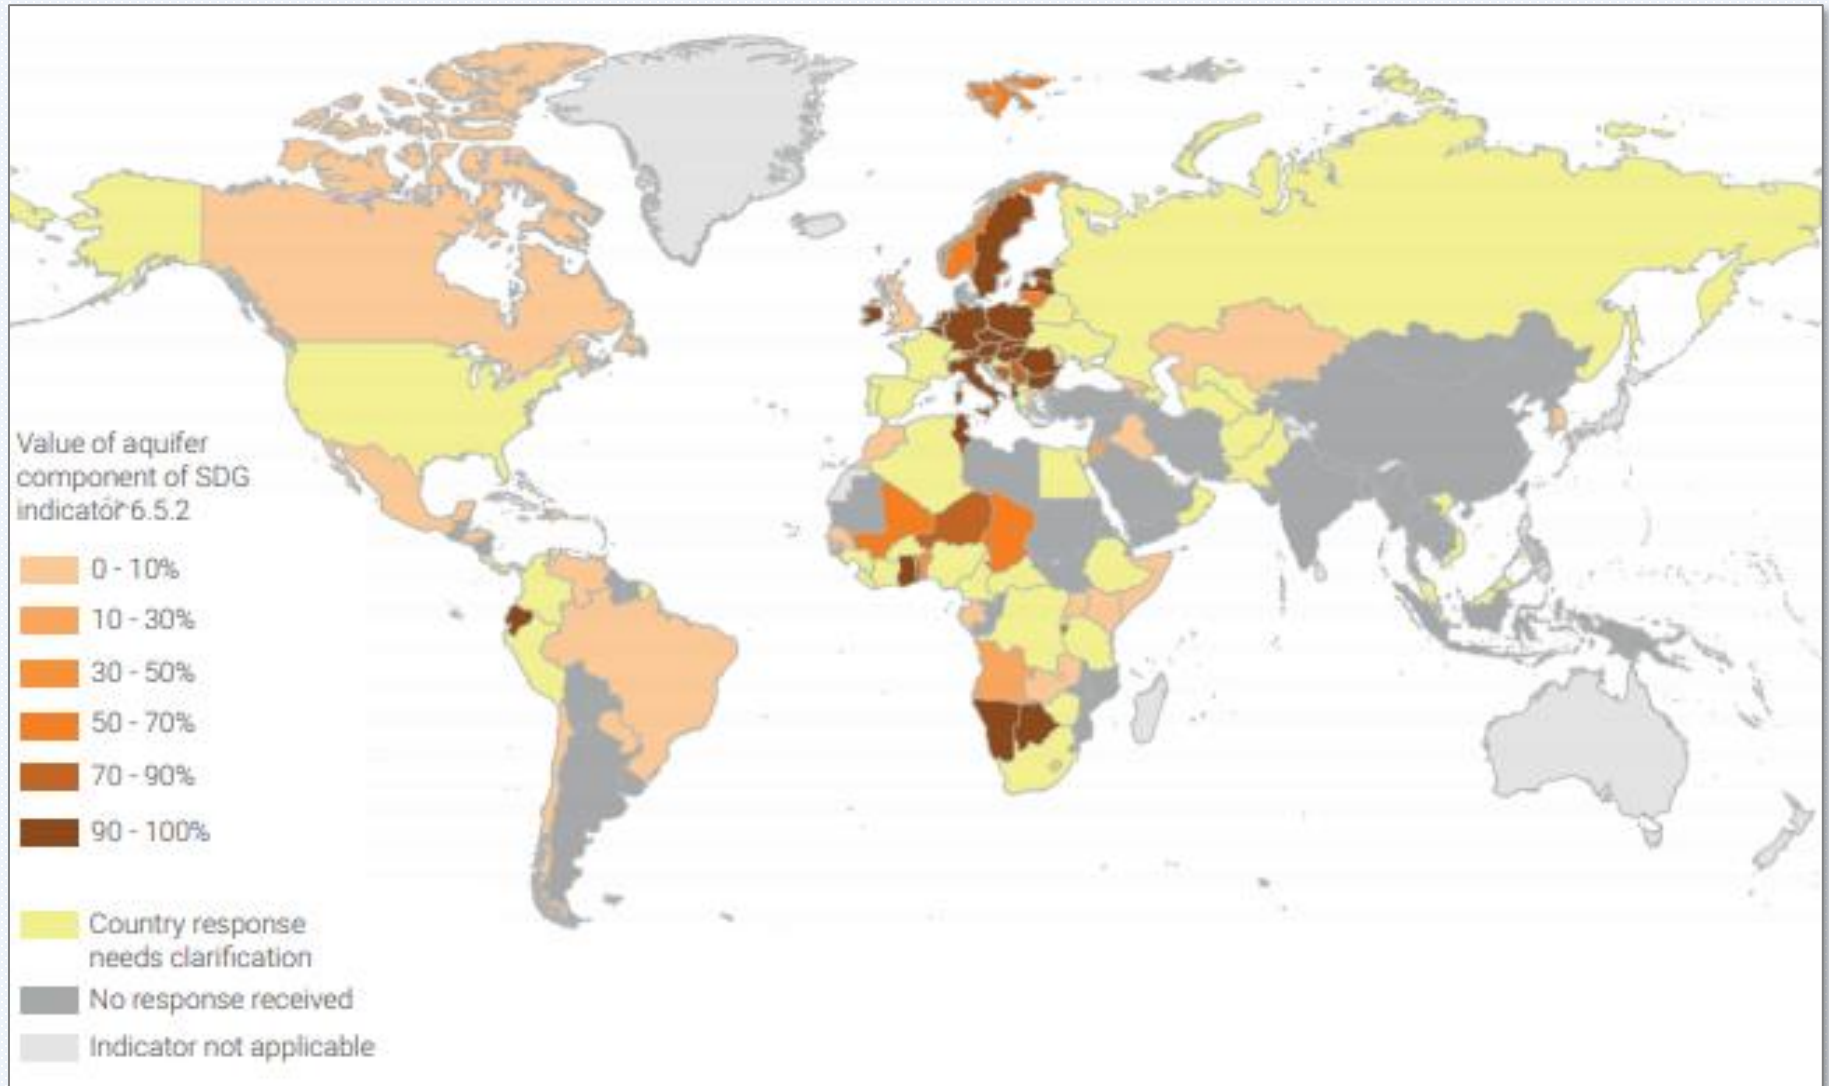 Value of aquifer
component of SDG
indicator 6.5.2
0 - 10%
10 - 30%
30 - 50%
50 - 70%
70 - 90%
90 - 100%
Country response
needs clarification
No response received
Indicator not applicable